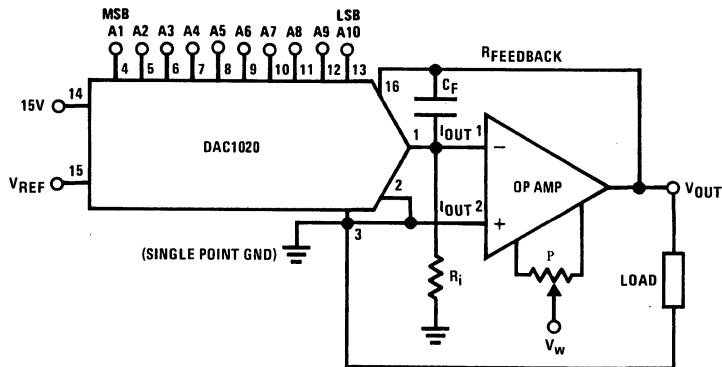 MSB LSB
A1 A2 A3 A4 A5 A6 A7 A8 A9 A10
4 5 6 7 8 9 10 11 12 13
16 RFEEDBACK
CF
15V 14
DAC1020
1 IOUT 1 −
OP AMP
VOUT
VREF 15
2
IOUT 2 +
3
(SINGLE POINT GND)
Ri
P
LOAD
Vw